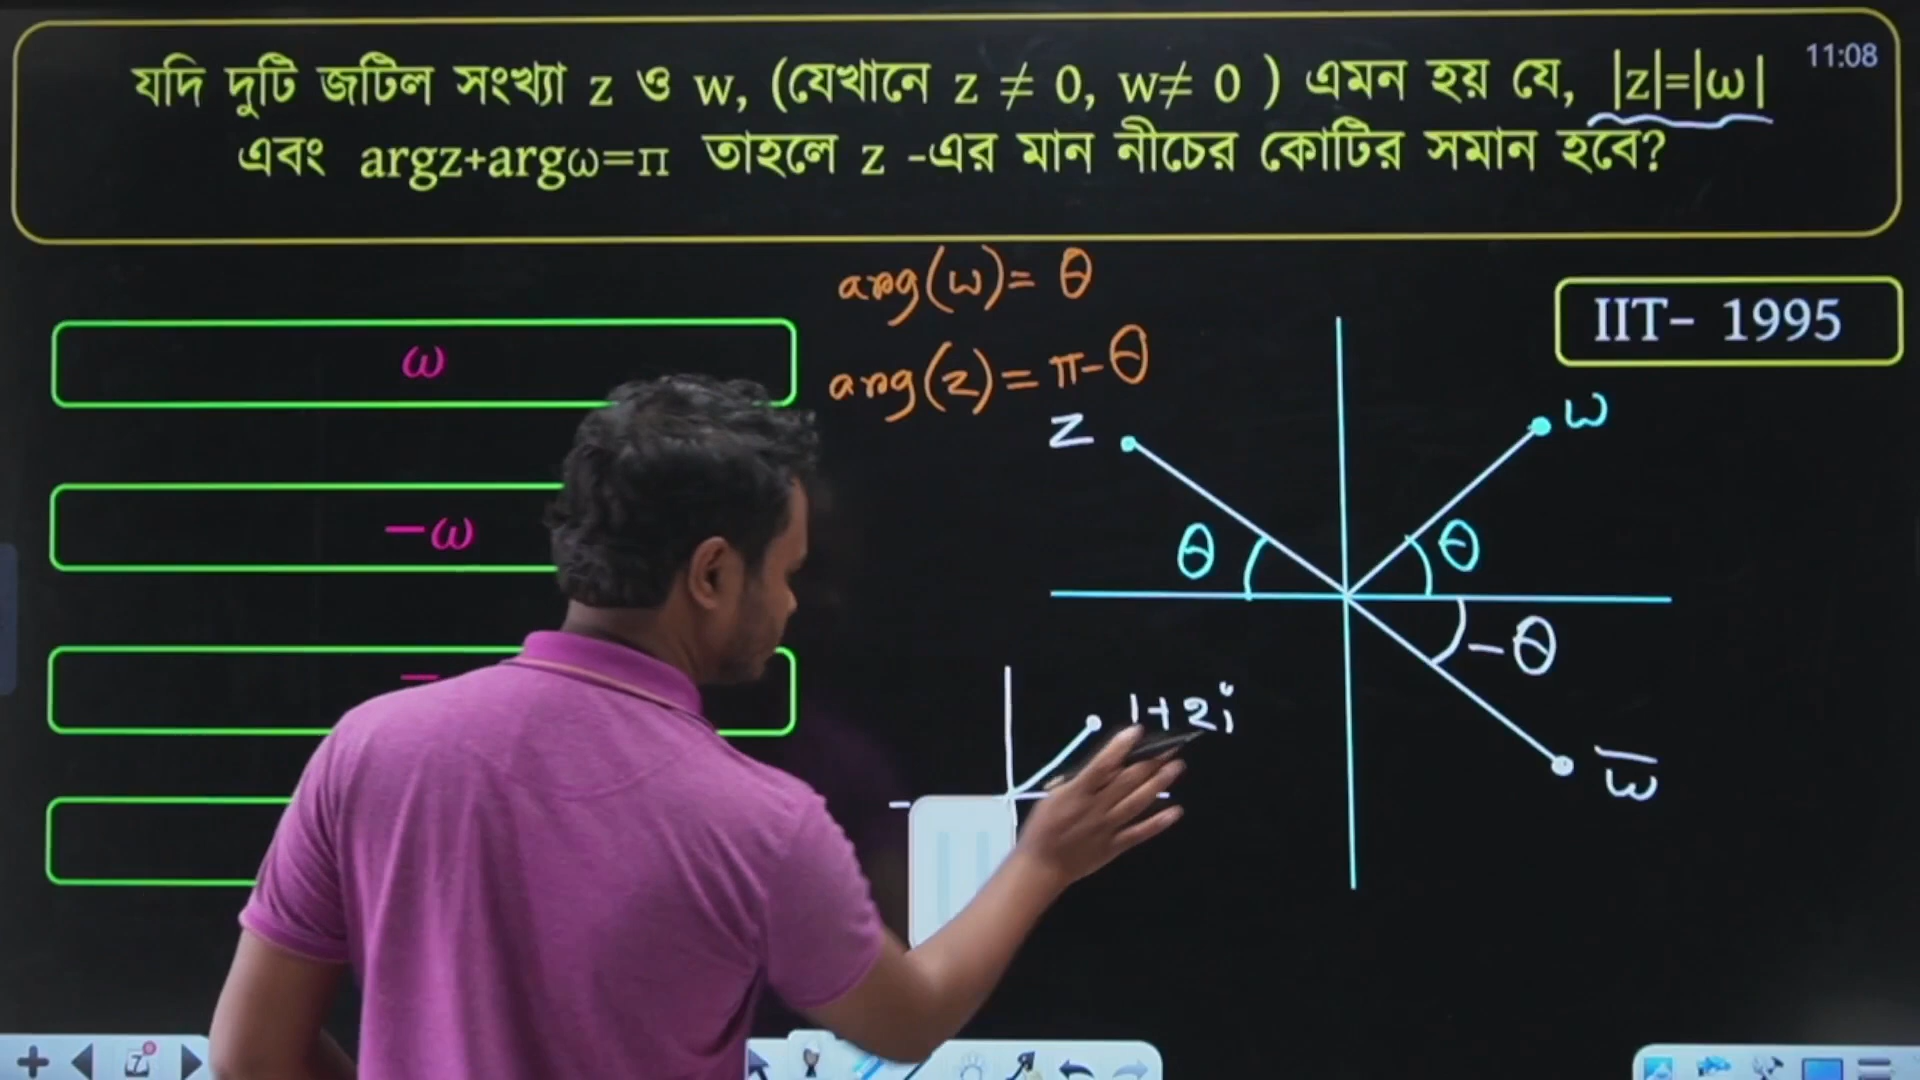 11:08
যদি দুটি জটিল সংখ্যা z ও w, (যেখানে z ≠ 0, w≠ 0 ) এমন হয় যে, |z|=|ω|
এবং argz+argω=π তাহলে z -এর মান নীচের কোটির সমান হবে?
IIT- 1995
arg(ω)= θ
arg(z)= π-θ
ω
-ω
z
ω
θ
θ
-θ
1+2i
ω̅